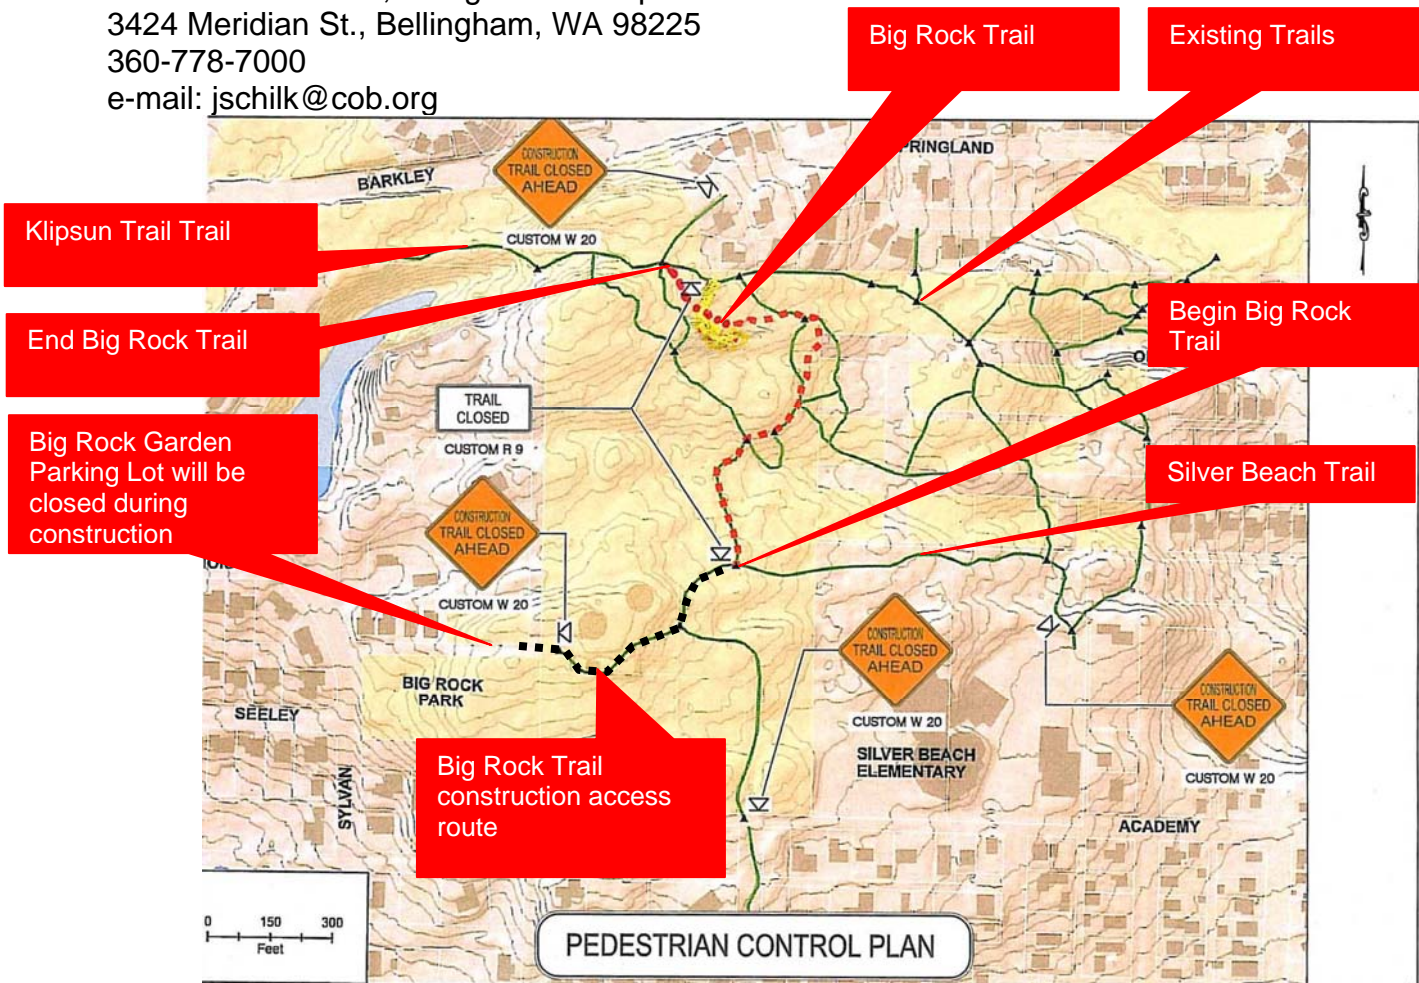 3424 Meridian St., Bellingham, WA 98225
360-778-7000
e-mail: jschilk@cob.org
Big Rock Trail
Existing Trails
CONSTRUCTION
TRAIL CLOSED
AHEAD
CUSTOM W 20
BARKLEY
PRINGLAND
Klipsun Trail Trail
End Big Rock Trail
Begin Big Rock
Trail
TRAIL
CLOSED
CUSTOM R 9
Big Rock Garden
Parking Lot will be
closed during
construction
Silver Beach Trail
CONSTRUCTION
TRAIL CLOSED
AHEAD
CUSTOM W 20
CONSTRUCTION
TRAIL CLOSED
AHEAD
CUSTOM W 20
CONSTRUCTION
TRAIL CLOSED
AHEAD
CUSTOM W 20
BIG ROCK
PARK
SEELEY
SYLVAN
Big Rock Trail
construction access
route
SILVER BEACH
ELEMENTARY
ACADEMY
0 150 300
Feet
PEDESTRIAN CONTROL PLAN